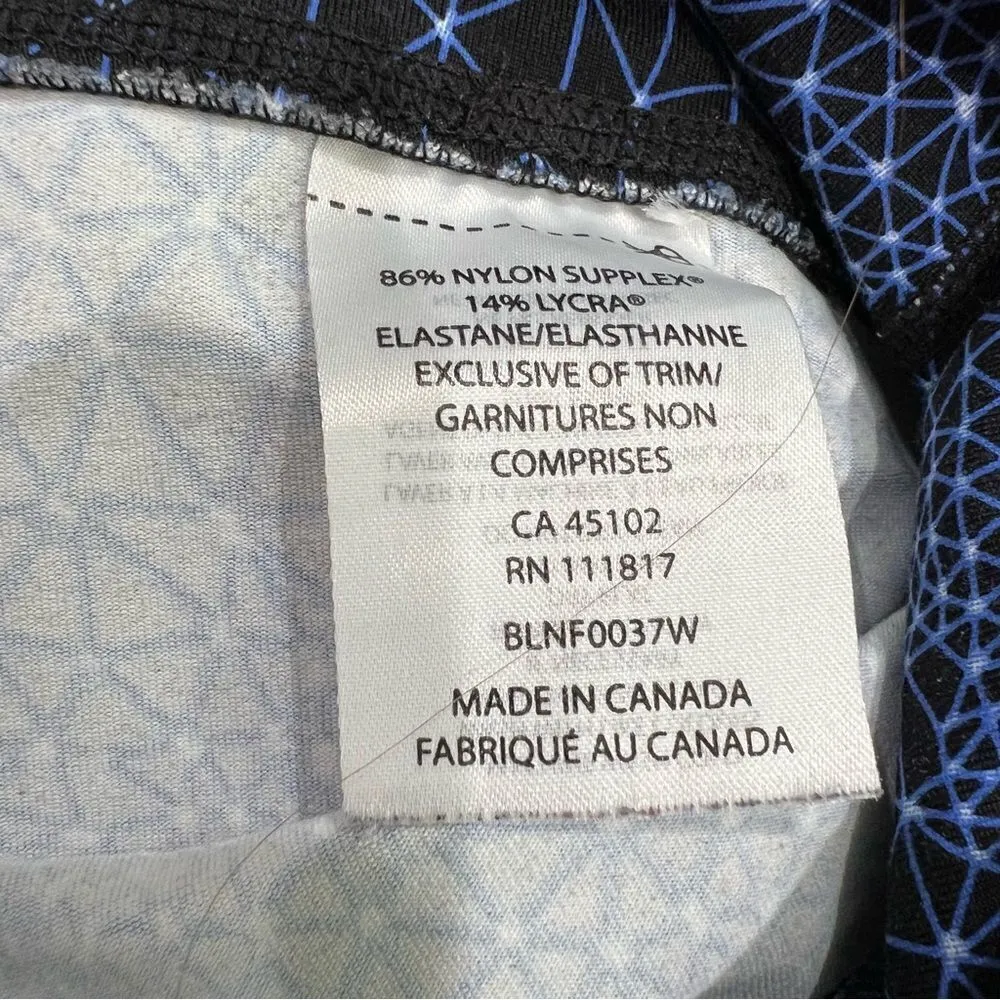 86% NYLON SUPPLEX®
14% LYCRA®
ELASTANE/ELASTHANNE
EXCLUSIVE OF TRIM/
GARNITURES NON
COMPRISES
CA 45102
RN 111817
BLNF0037W
MADE IN CANADA
FABRIQUÉ AU CANADA